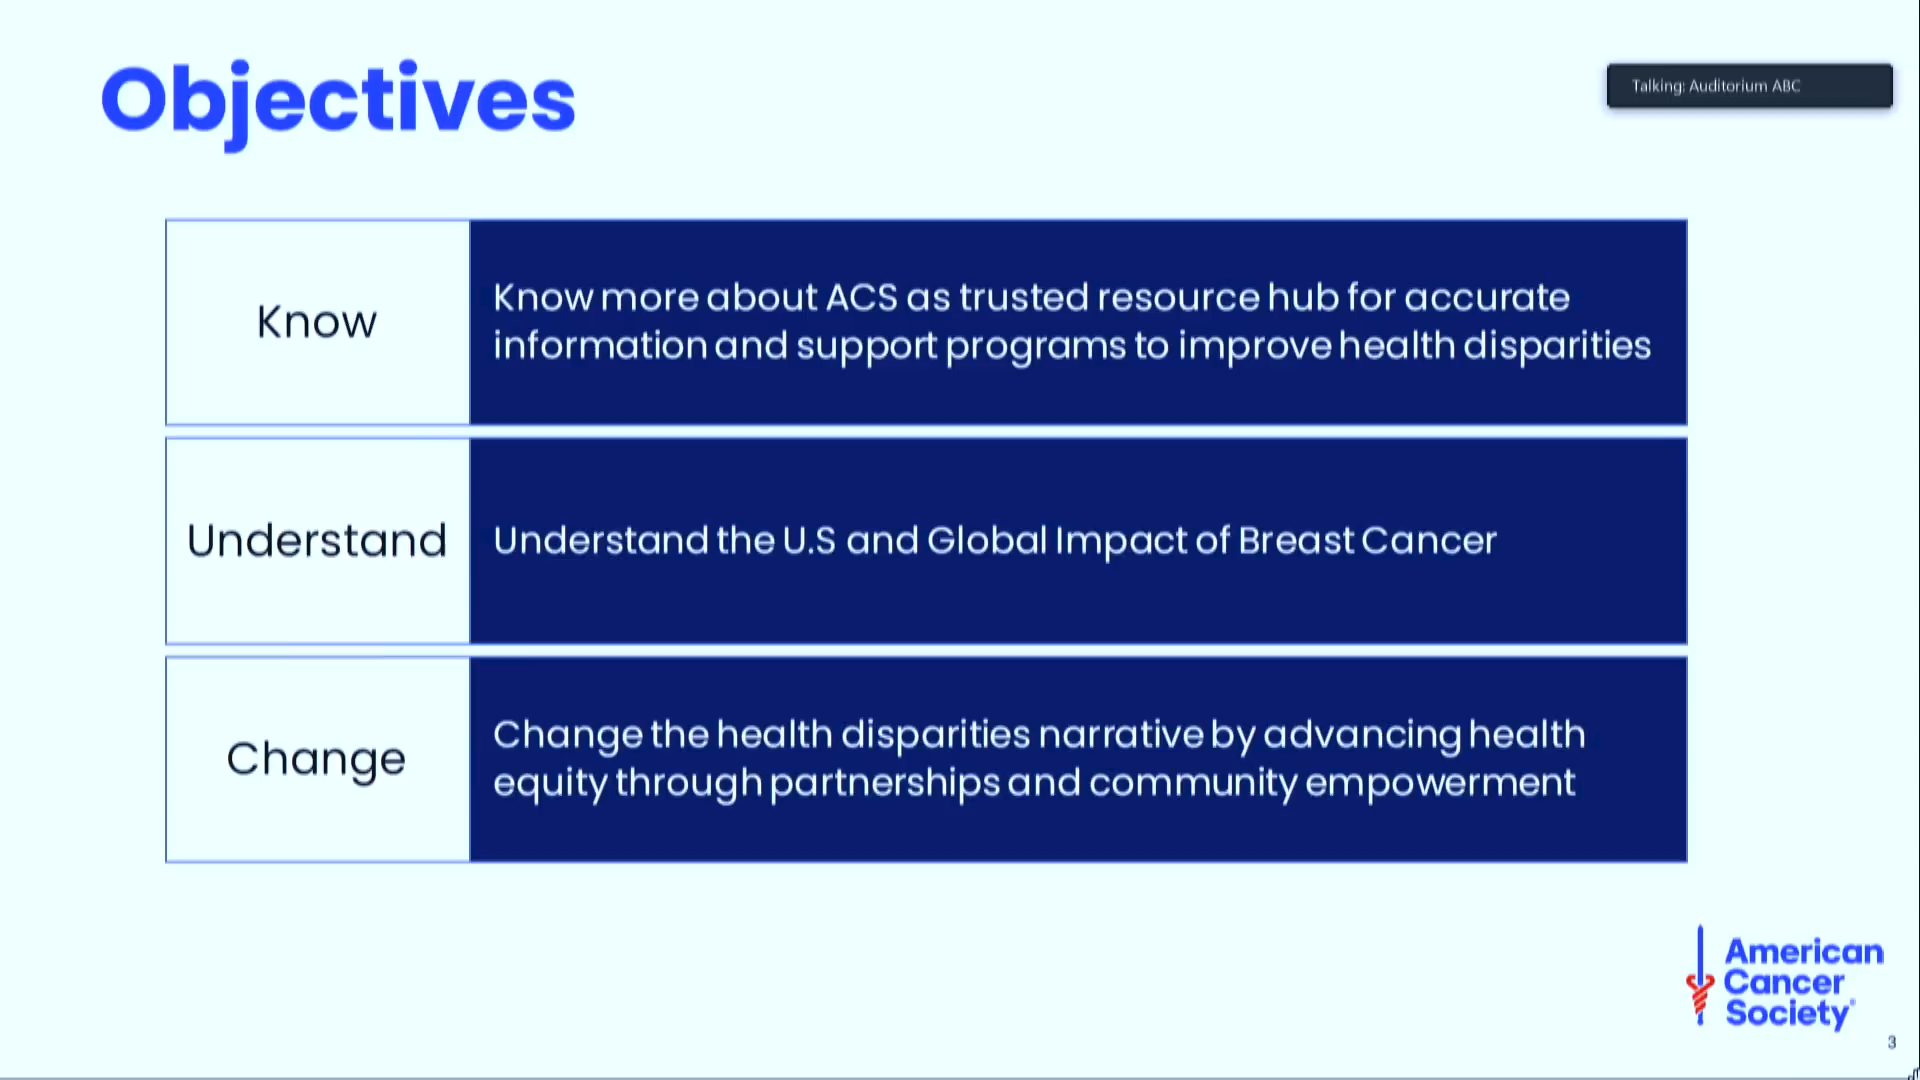 Objectives
Talking: Auditorium ABC
Know
Know more about ACS as trusted resource hub for accurate
information and support programs to improve health disparities
Understand
Understand the U.S and Global Impact of Breast Cancer
Change
Change the health disparities narrative by advancing health
equity through partnerships and community empowerment
American
Cancer
Society
3